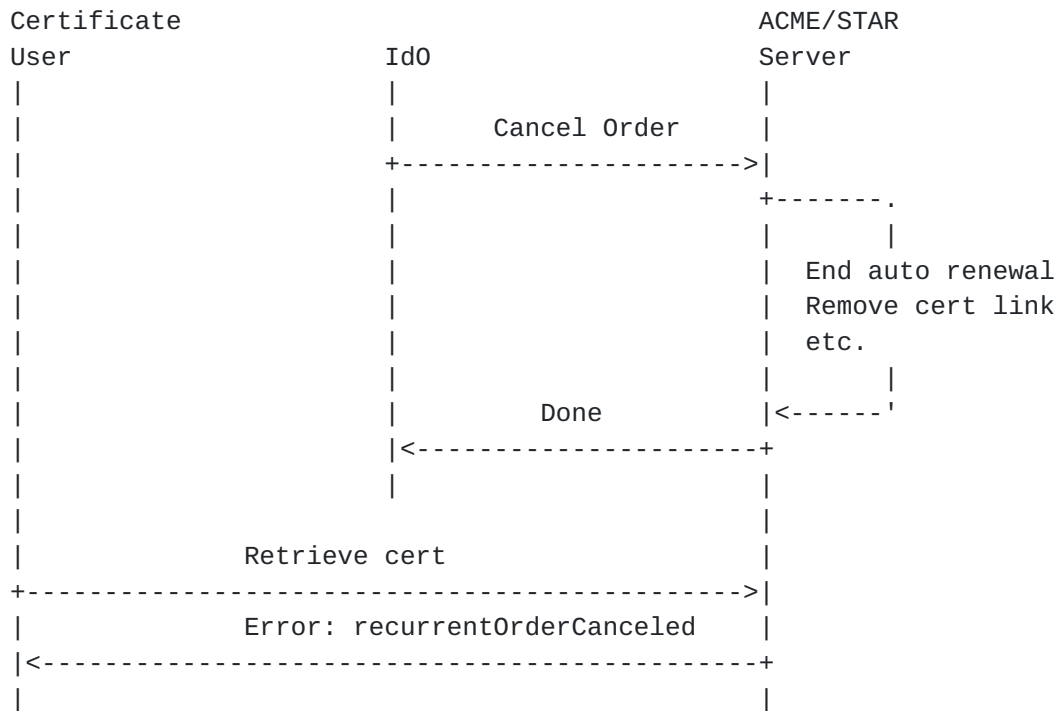 Certificate ACME/STAR
User IdO Server
Cancel Order
End auto renewal
Remove cert link
etc.
Done
Retrieve cert
Error: recurrentOrderCanceled